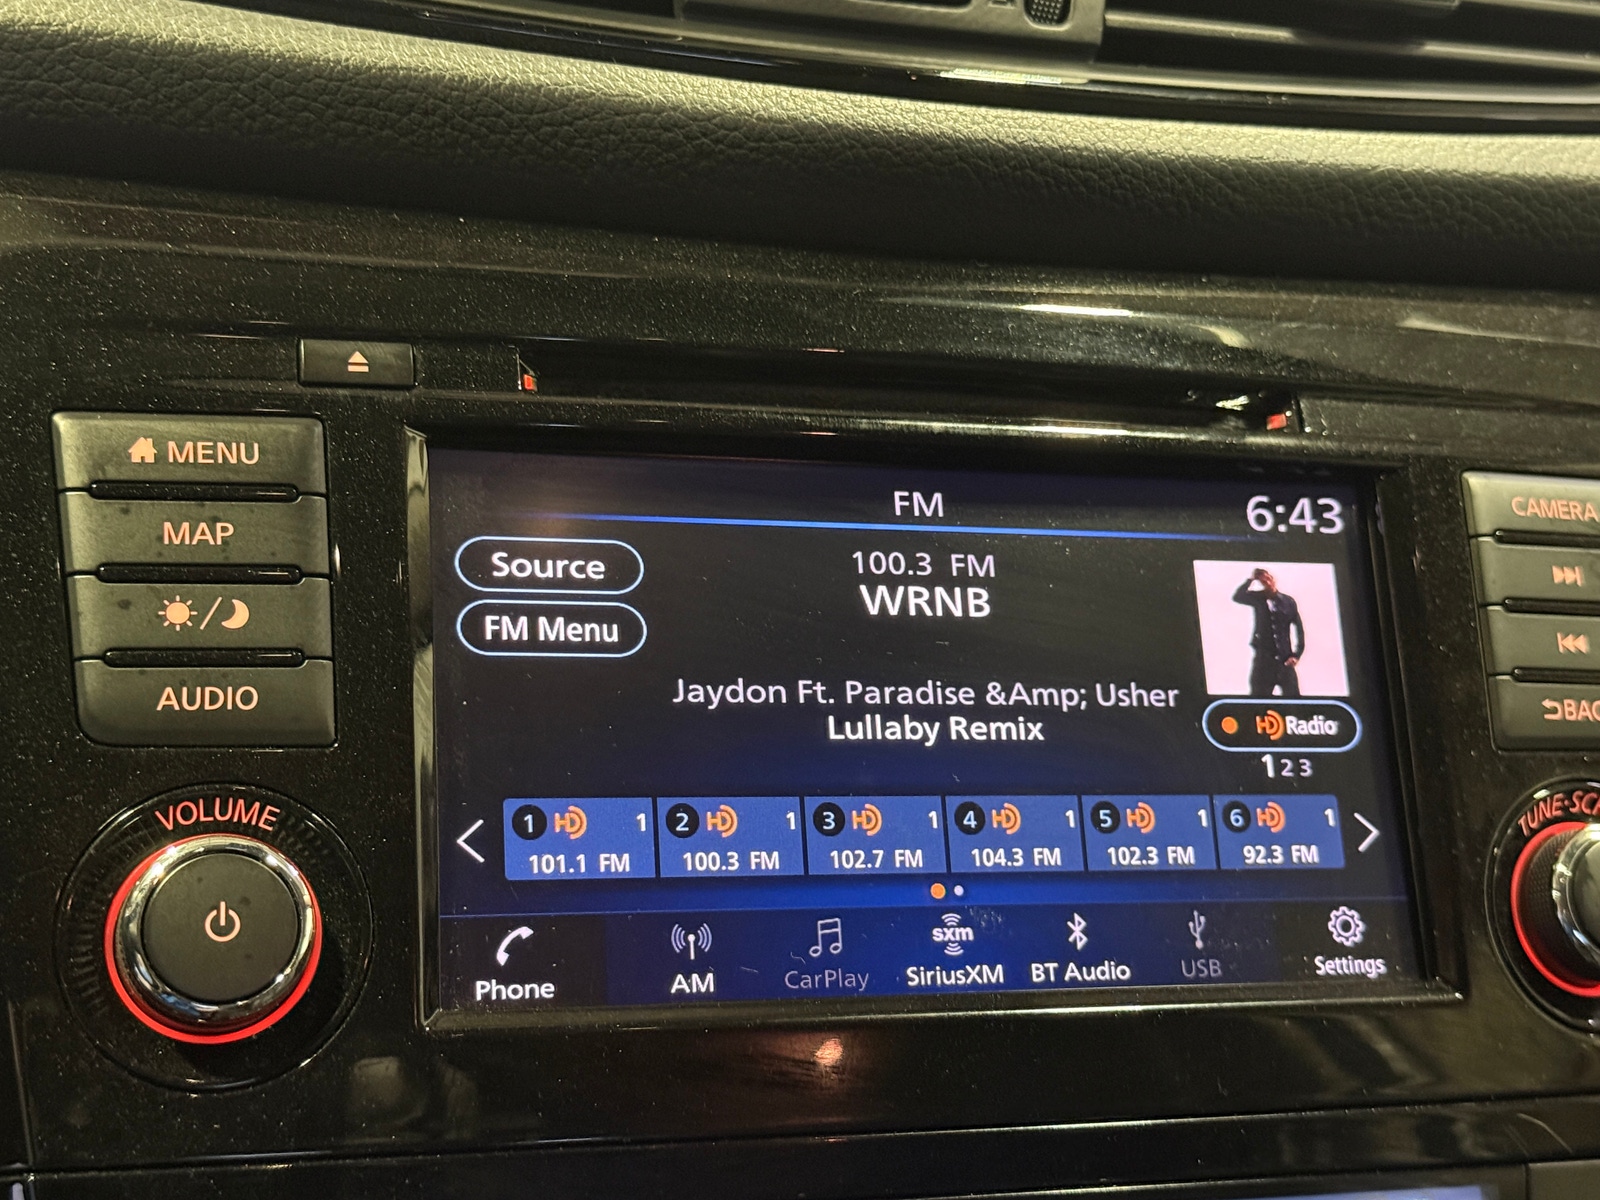 MENU
MAP
AUDIO
VOLUME
FM
6:43
Source
FM Menu
100.3 FM
WRNB
Jaydon Ft. Paradise &Amp; Usher
Lullaby Remix
HD Radio
1 2 3
1 HD 1
101.1 FM
2 HD 1
100.3 FM
3 HD 1
102.7 FM
4 HD 1
104.3 FM
5 HD 1
102.3 FM
6 HD 1
92.3 FM
Phone
AM
CarPlay
sxm
SiriusXM
BT Audio
USB
Settings
CAMERA
BAC
TUNE·SC